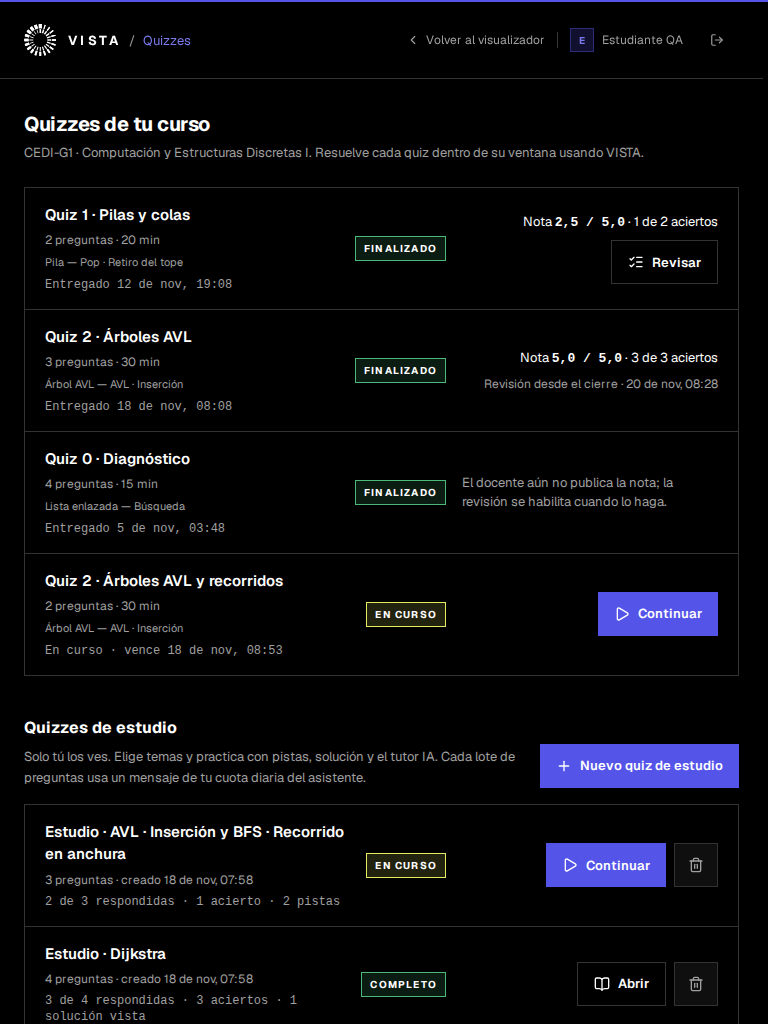 VISTA / Quizzes
Volver al visualizador
E
Estudiante QA
Quizzes de tu curso
CEDI-G1 · Computación y Estructuras Discretas I. Resuelve cada quiz dentro de su ventana usando VISTA.
Quiz 1 · Pilas y colas
2 preguntas · 20 min
Pila — Pop · Retiro del tope
Entregado 12 de nov, 19:08
FINALIZADO
Nota 2,5 / 5,0 · 1 de 2 aciertos
Revisar
Quiz 2 · Árboles AVL
3 preguntas · 30 min
Árbol AVL — AVL · Inserción
Entregado 18 de nov, 08:08
FINALIZADO
Nota 5,0 / 5,0 · 3 de 3 aciertos
Revisión desde el cierre · 20 de nov, 08:28
Quiz 0 · Diagnóstico
4 preguntas · 15 min
Lista enlazada — Búsqueda
Entregado 5 de nov, 03:48
FINALIZADO
El docente aún no publica la nota; la
revisión se habilita cuando lo haga.
Quiz 2 · Árboles AVL y recorridos
2 preguntas · 30 min
Árbol AVL — AVL · Inserción
En curso · vence 18 de nov, 08:53
EN CURSO
Continuar
Quizzes de estudio
Solo tú los ves. Elige temas y practica con pistas, solución y el tutor IA. Cada lote de
preguntas usa un mensaje de tu cuota diaria del asistente.
Nuevo quiz de estudio
Estudio · AVL · Inserción y BFS · Recorrido
en anchura
3 preguntas · creado 18 de nov, 07:58
2 de 3 respondidas · 1 acierto · 2 pistas
EN CURSO
Continuar
Estudio · Dijkstra
4 preguntas · creado 18 de nov, 07:58
3 de 4 respondidas · 3 aciertos · 1
solución vista
COMPLETO
Abrir